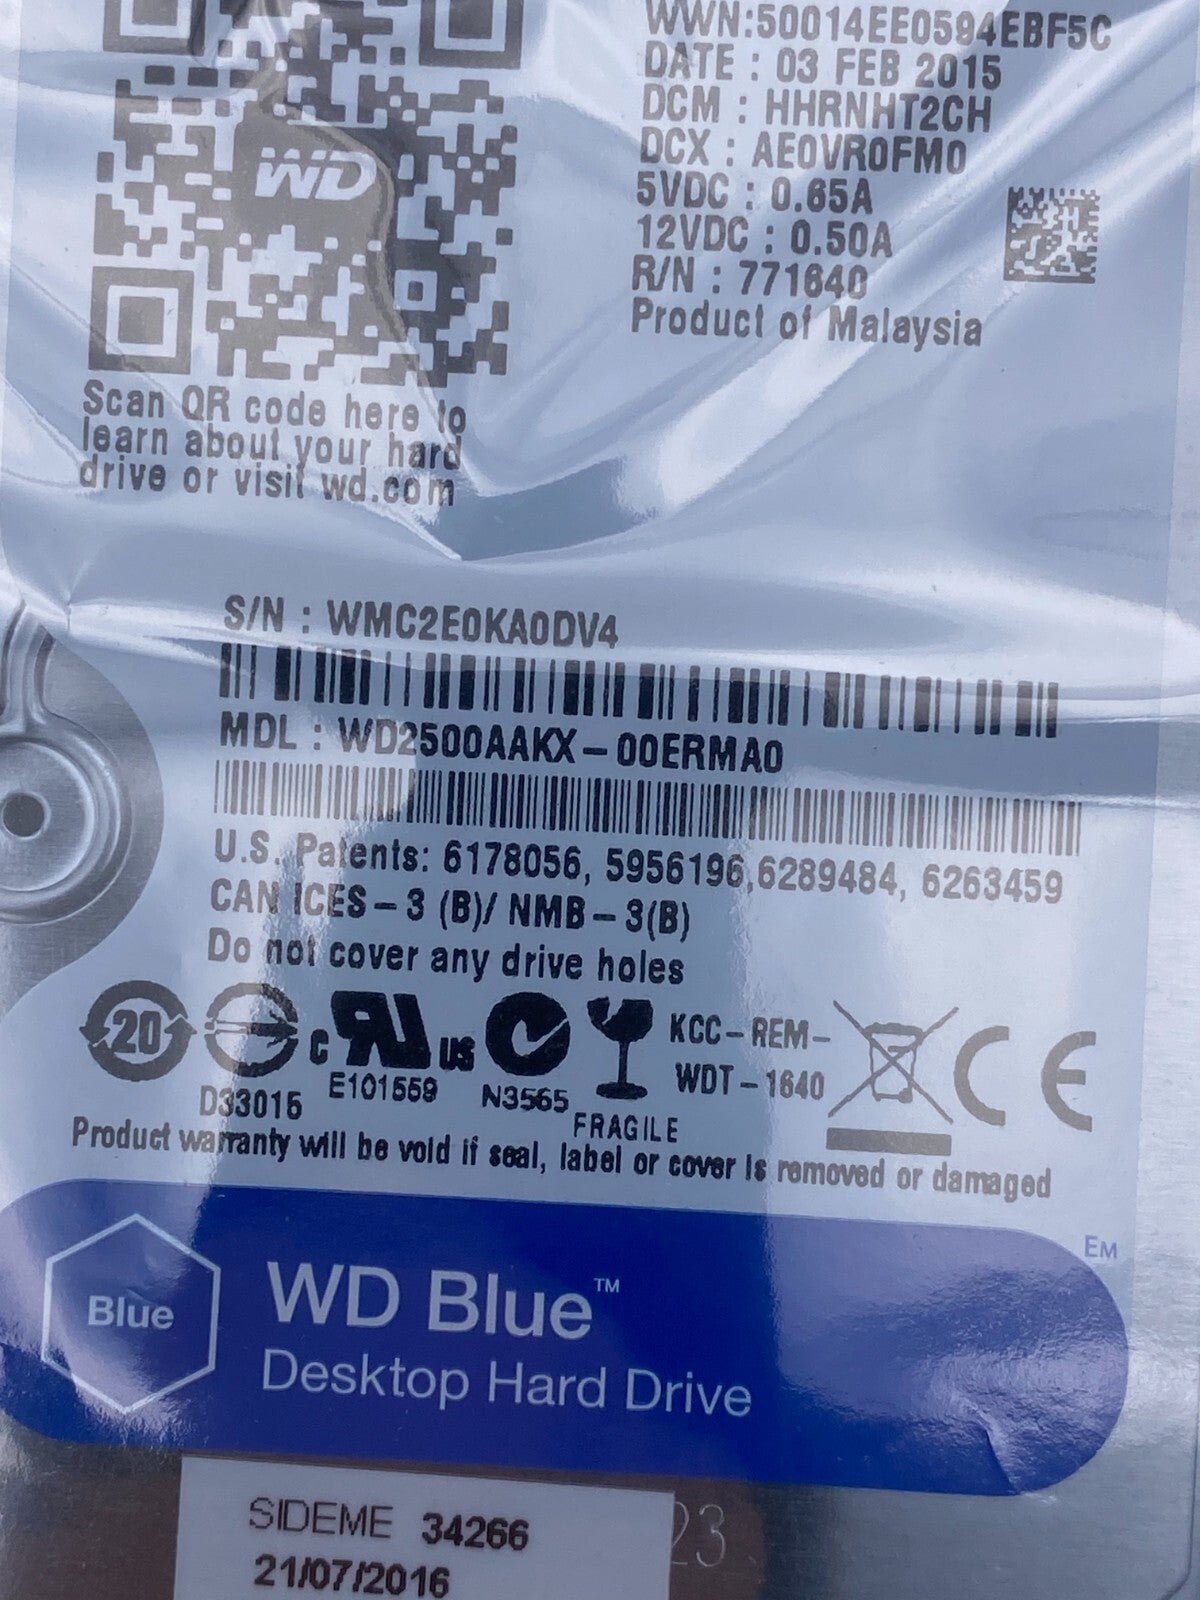 WWN:50014EE0594EBF5C
DATE : 03 FEB 2015
DCM : HHRNHT2CH
DCX : AE0VR0FM0
5VDC : 0.65A
12VDC : 0.50A
R/N : 771640
Product of Malaysia
WD
Scan QR code here to
learn about your hard
drive or visit wd.com
S/N : WMC2E0KA0DV4
MDL : WD2500AAKX-00ERMA0
U.S. Patents: 6178056, 5956196,6289484, 6263459
CAN ICES-3 (B)/ NMB-3(B)
Do not cover any drive holes
20
D33015
c RU us
E101559
N3565
FRAGILE
KCC-REM-
WDT-1640
CE
Product warranty will be void if seal, label or cover is removed or damaged
EM
Blue
WD Blue™
Desktop Hard Drive
SIDEME 34266
21/07/2016
23